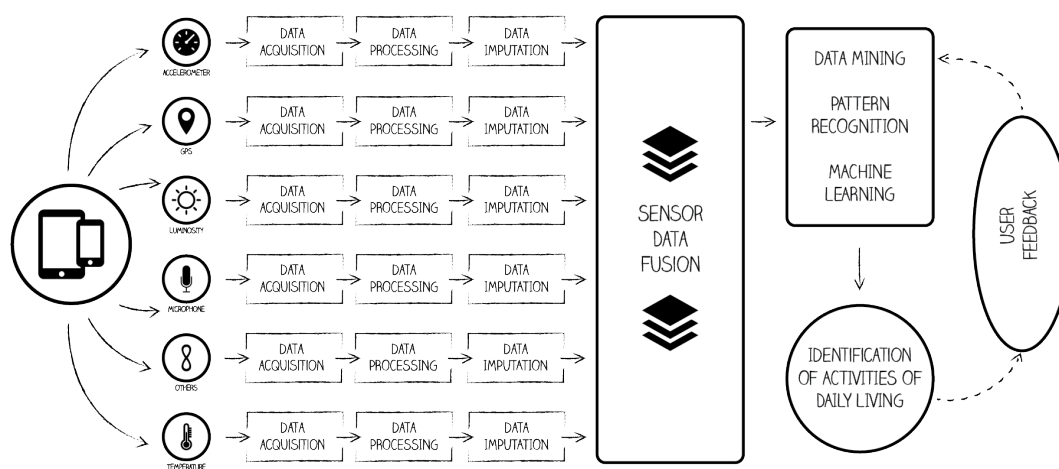 ACCELEROMETER
DATA
ACQUISITION
DATA
PROCESSING
DATA
IMPUTATION
GPS
DATA
ACQUISITION
DATA
PROCESSING
DATA
IMPUTATION
LUMINOSITY
DATA
ACQUISITION
DATA
PROCESSING
DATA
IMPUTATION
MICROPHONE
DATA
ACQUISITION
DATA
PROCESSING
DATA
IMPUTATION
OTHERS
DATA
ACQUISITION
DATA
PROCESSING
DATA
IMPUTATION
TEMPERATURE
DATA
ACQUISITION
DATA
PROCESSING
DATA
IMPUTATION
SENSOR
DATA
FUSION
DATA MINING
PATTERN
RECOGNITION
MACHINE
LEARNING
IDENTIFICATION
OF ACTIVITIES OF
DAILY LIVING
USER
FEEDBACK